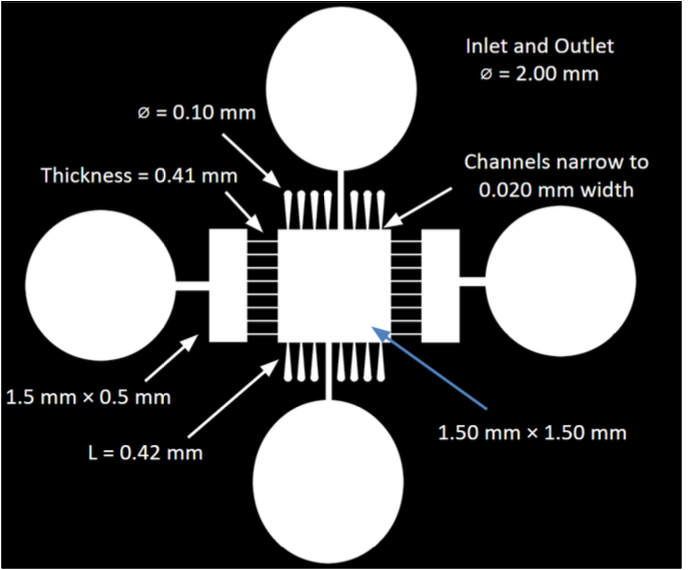 Inlet and Outlet
⌀ = 2.00 mm
⌀ = 0.10 mm
Thickness = 0.41 mm
Channels narrow to
0.020 mm width
1.5 mm × 0.5 mm
L = 0.42 mm
1.50 mm × 1.50 mm